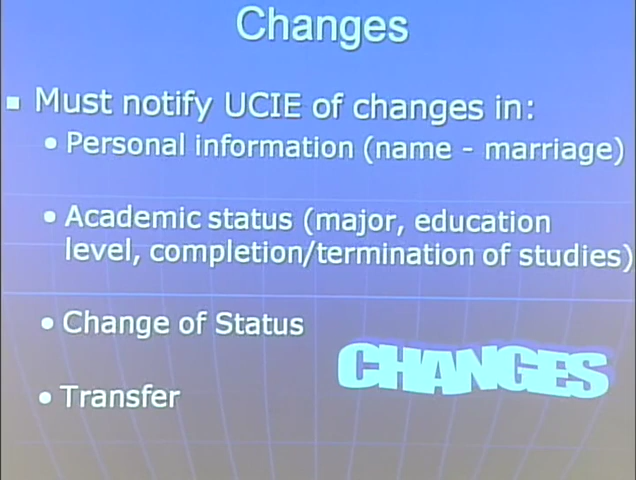 Changes
Must notify UCIE of changes in:
Personal information (name - marriage)
Academic status (major, education
level, completion/termination of studies)
Change of Status
CHANGES
Transfer